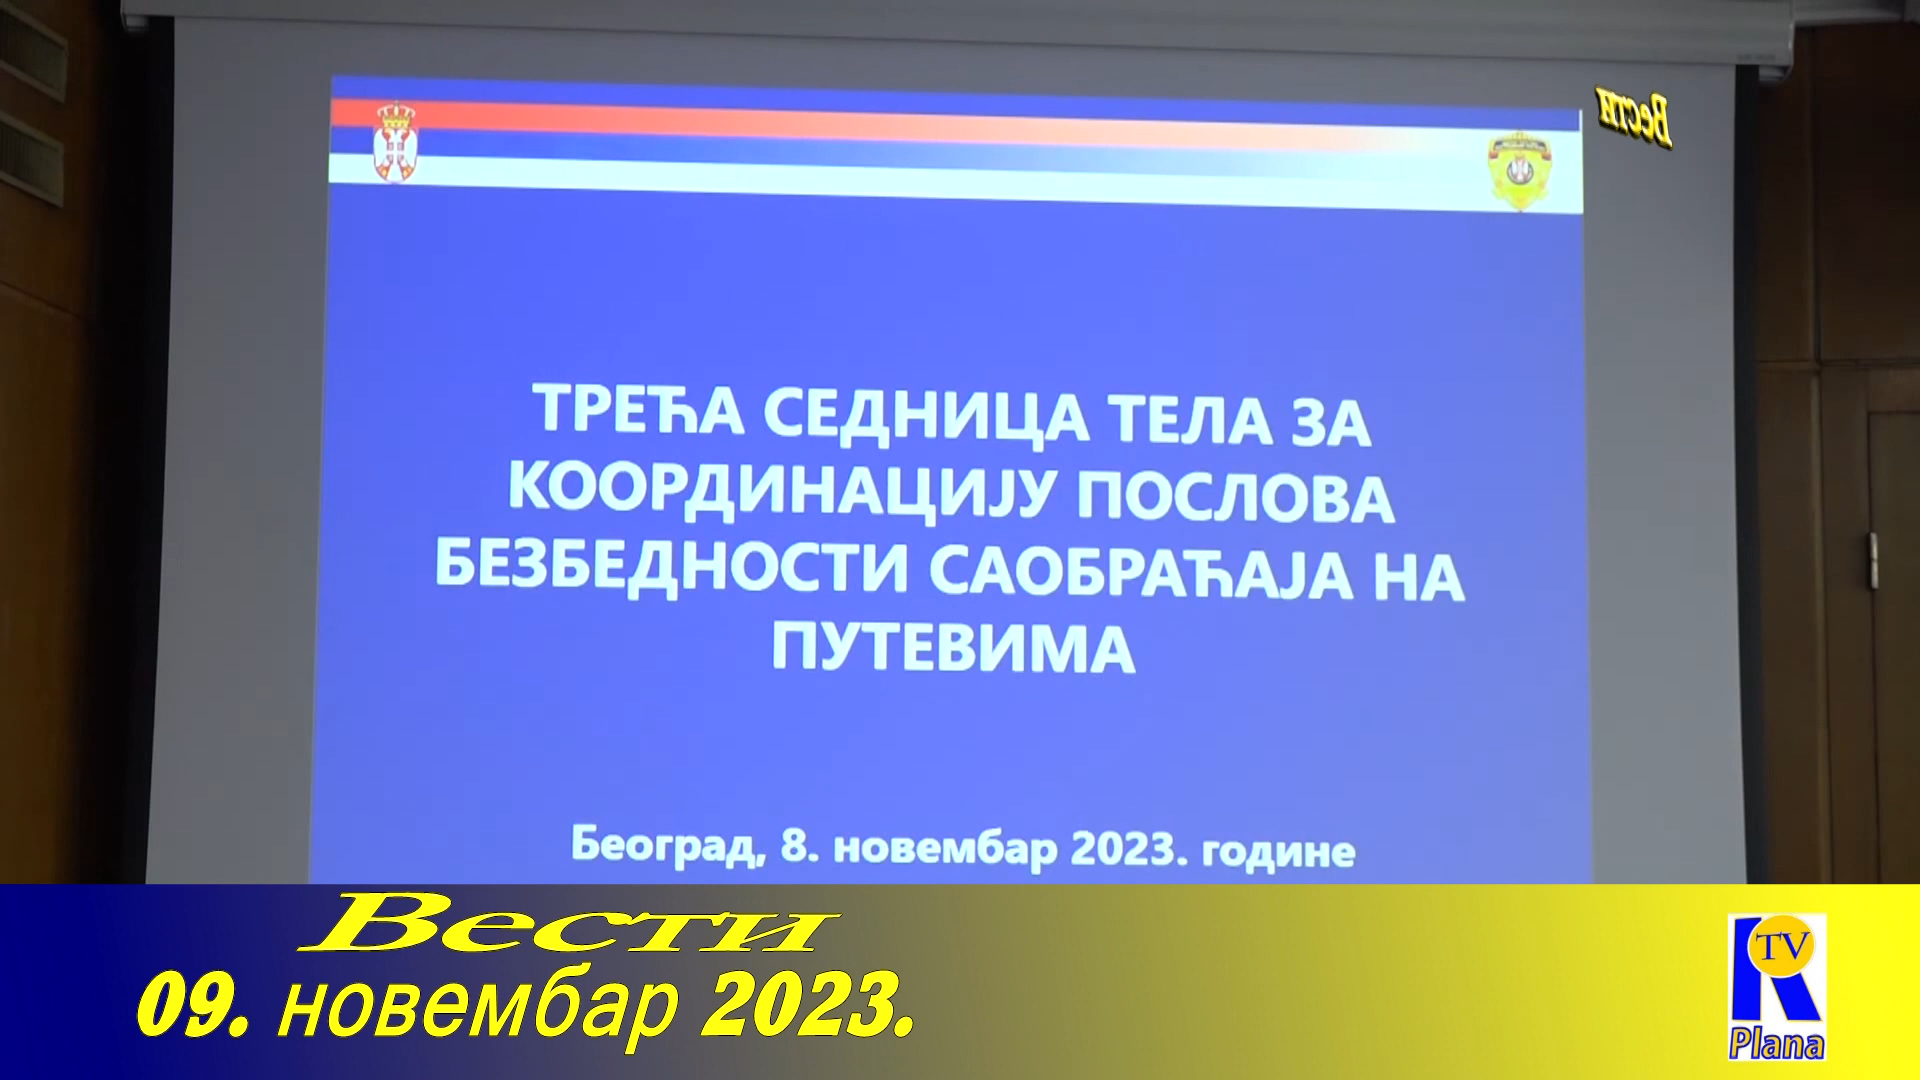 Вести
ТРЕЋА СЕДНИЦА ТЕЛА ЗА
КООРДИНАЦИЈУ ПОСЛОВА
БЕЗБЕДНОСТИ САОБРАЋАЈА НА
ПУТЕВИМА
Београд, 8. новембар 2023. године
Вести
09. новембар 2023.
TV
R
Plana